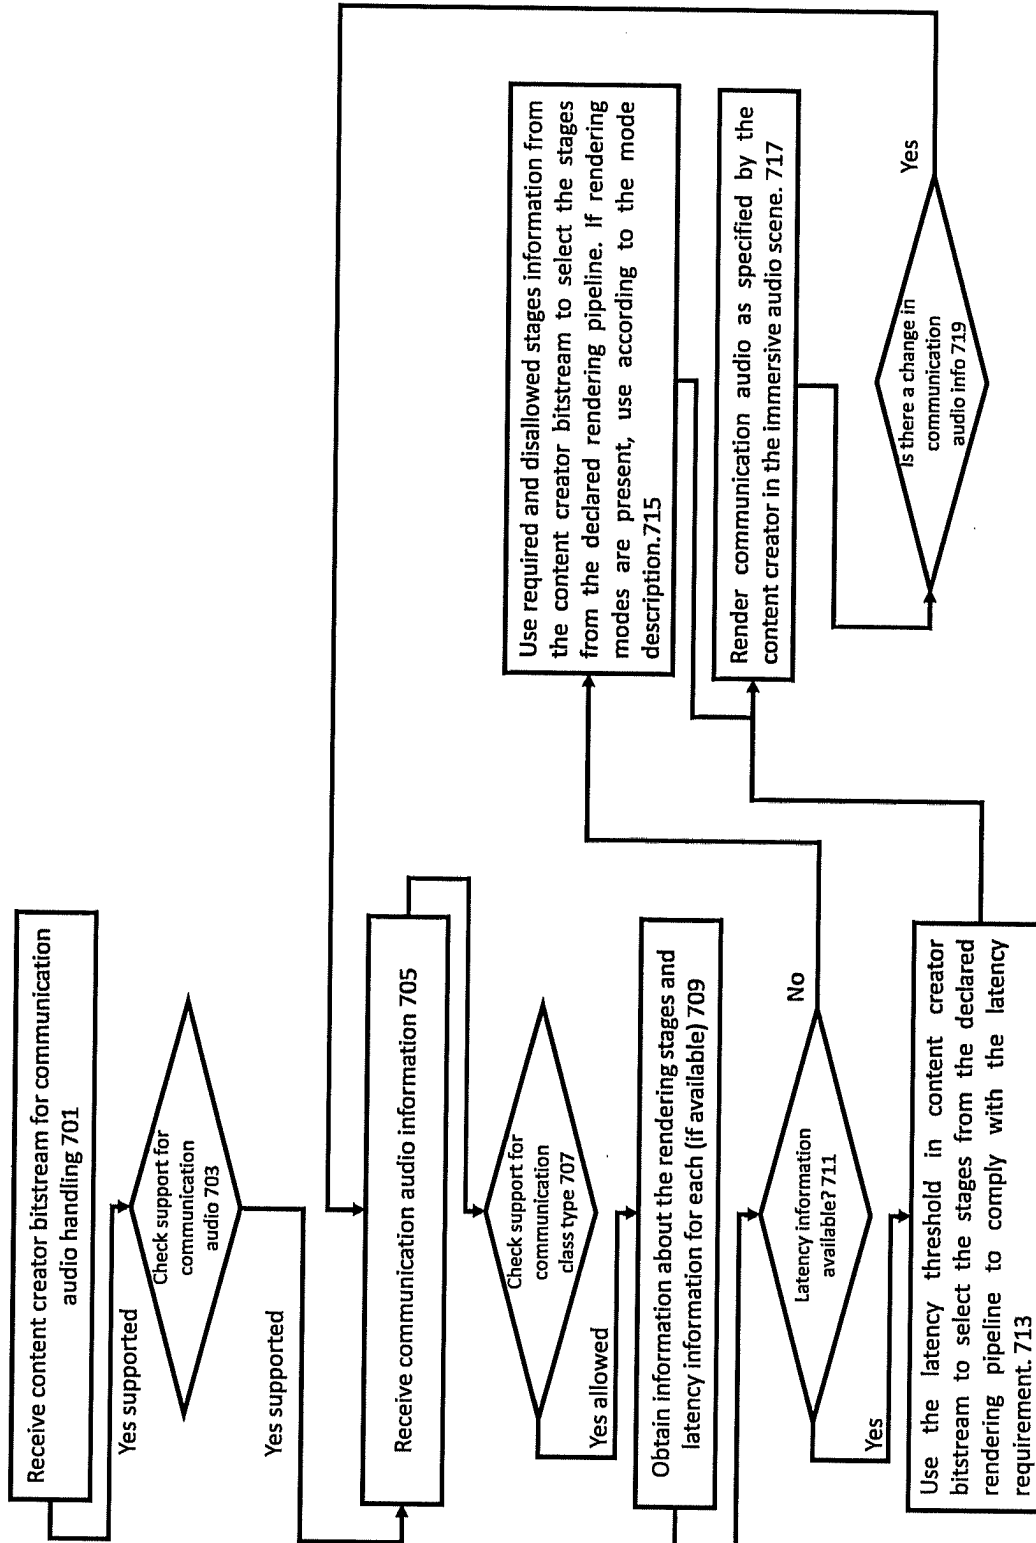 Receive content creator bitstream for communication
audio handling 701
Yes supported
Check support for
communication
audio 703
Yes supported
Receive communication audio information 705
Check support for
communication
class type 707
Yes allowed
Obtain information about the rendering stages and
latency information for each (if available) 709
Latency information
available? 711
No
Yes
Use the latency threshold in content creator
bitstream to select the stages from the declared
rendering pipeline to comply with the latency
requirement. 713
Use required and disallowed stages information from
the content creator bitstream to select the stages
from the declared rendering pipeline. If rendering
modes are present, use according to the mode
description.715
Render communication audio as specified by the
content creator in the immersive audio scene. 717
Is there a change in
communication
audio info 719
Yes